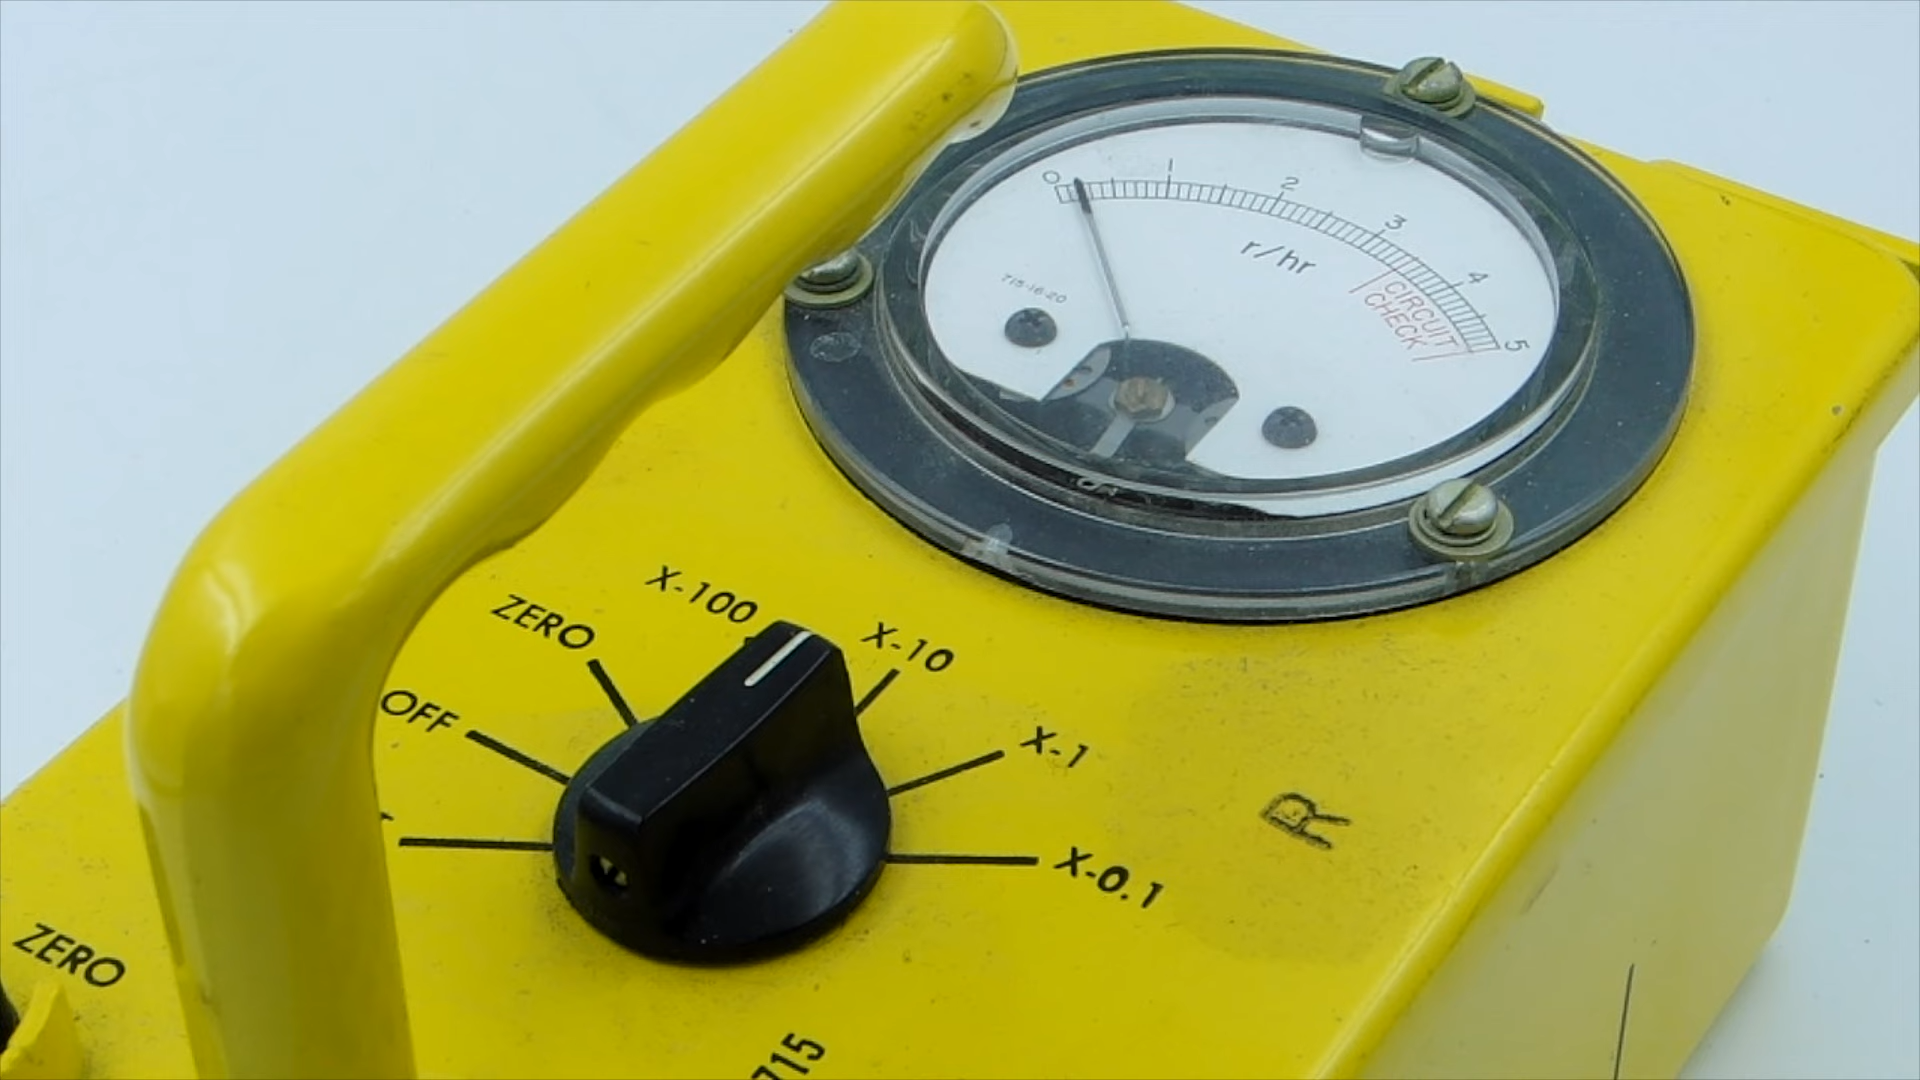 0 1 2 3 4 5
r/hr
715-16-20
CIRCUIT
CHECK
X-100
ZERO
X-10
OFF
X-1
R
X-0.1
ZERO
715